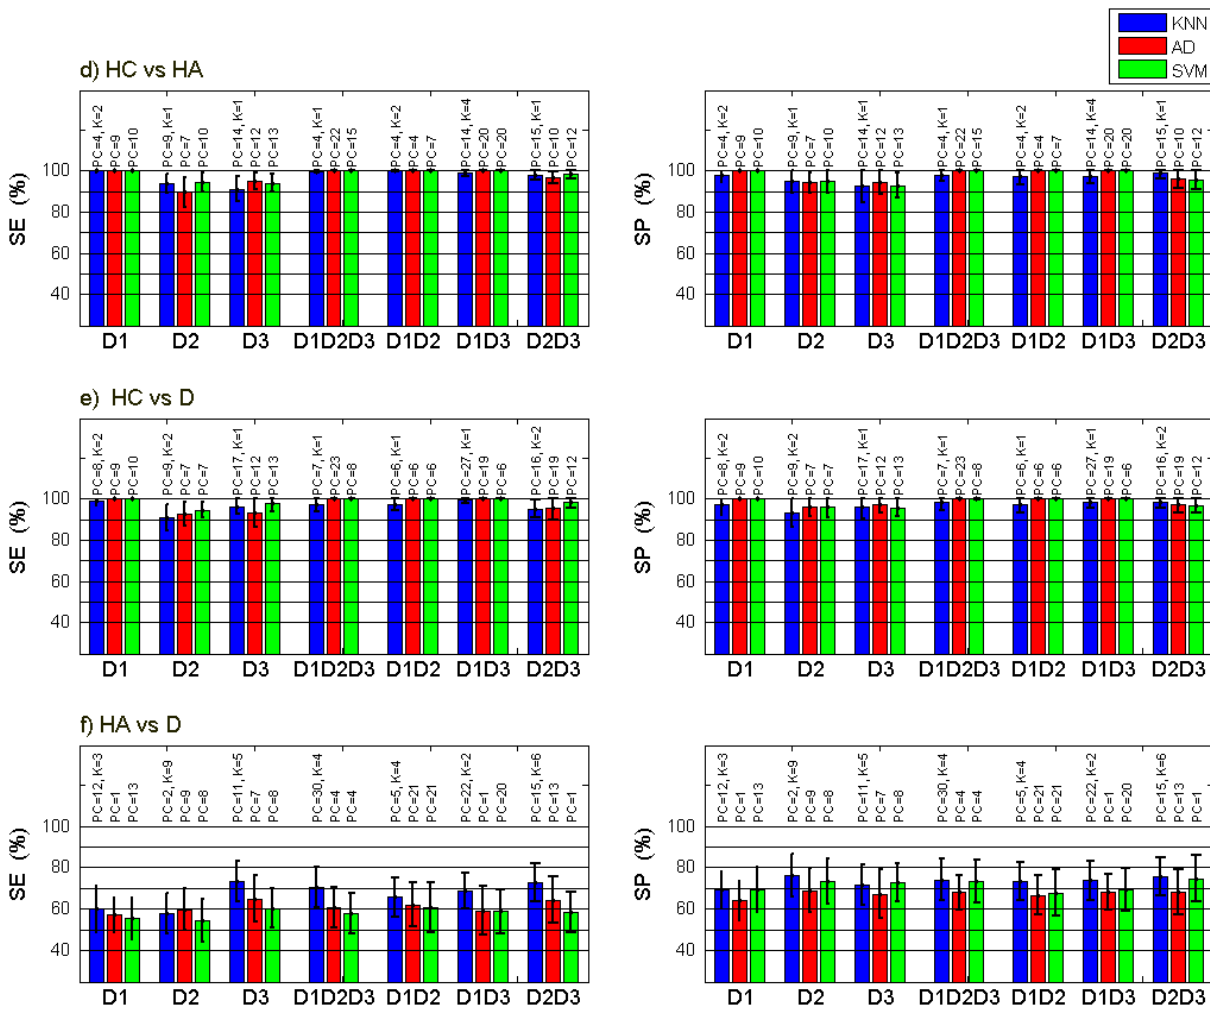 KNN
AD
SVM
d) HC vs HA
PC=4, K=2
PC=9
PC=10
PC=9, K=1
PC=7
PC=10
PC=14, K=1
PC=12
PC=13
PC=4, K=1
PC=22
PC=15
PC=4, K=2
PC=4
PC=7
PC=14, K=4
PC=20
PC=20
PC=15, K=1
PC=10
PC=12
SE (%)
100
80
60
40
D1 D2 D3 D1D2D3 D1D2 D1D3 D2D3
PC=4, K=2
PC=9
PC=10
PC=9, K=1
PC=7
PC=10
PC=14, K=1
PC=12
PC=13
PC=4, K=1
PC=22
PC=15
PC=4, K=2
PC=4
PC=7
PC=14, K=4
PC=20
PC=20
PC=15, K=1
PC=10
PC=12
SP (%)
100
80
60
40
D1 D2 D3 D1D2D3 D1D2 D1D3 D2D3
e) HC vs D
PC=8, K=2
PC=9
PC=10
PC=9, K=2
PC=7
PC=7
PC=17, K=1
PC=12
PC=13
PC=7, K=1
PC=23
PC=8
PC=6, K=1
PC=6
PC=6
PC=27, K=1
PC=19
PC=6
PC=16, K=2
PC=19
PC=12
SE (%)
100
80
60
40
D1 D2 D3 D1D2D3 D1D2 D1D3 D2D3
PC=8, K=2
PC=9
PC=10
PC=9, K=2
PC=7
PC=7
PC=17, K=1
PC=12
PC=13
PC=7, K=1
PC=23
PC=8
PC=6, K=1
PC=6
PC=6
PC=27, K=1
PC=19
PC=6
PC=16, K=2
PC=19
PC=12
SP (%)
100
80
60
40
D1 D2 D3 D1D2D3 D1D2 D1D3 D2D3
f) HA vs D
PC=12, K=3
PC=1
PC=13
PC=2, K=9
PC=9
PC=8
PC=11, K=5
PC=7
PC=8
PC=30, K=4
PC=4
PC=4
PC=5, K=4
PC=21
PC=21
PC=22, K=2
PC=1
PC=20
PC=15, K=6
PC=13
PC=1
SE (%)
100
80
60
40
D1 D2 D3 D1D2D3 D1D2 D1D3 D2D3
PC=12, K=3
PC=1
PC=13
PC=2, K=9
PC=9
PC=8
PC=11, K=5
PC=7
PC=8
PC=30, K=4
PC=4
PC=4
PC=5, K=4
PC=21
PC=21
PC=22, K=2
PC=1
PC=20
PC=15, K=6
PC=13
PC=1
SP (%)
100
80
60
40
D1 D2 D3 D1D2D3 D1D2 D1D3 D2D3